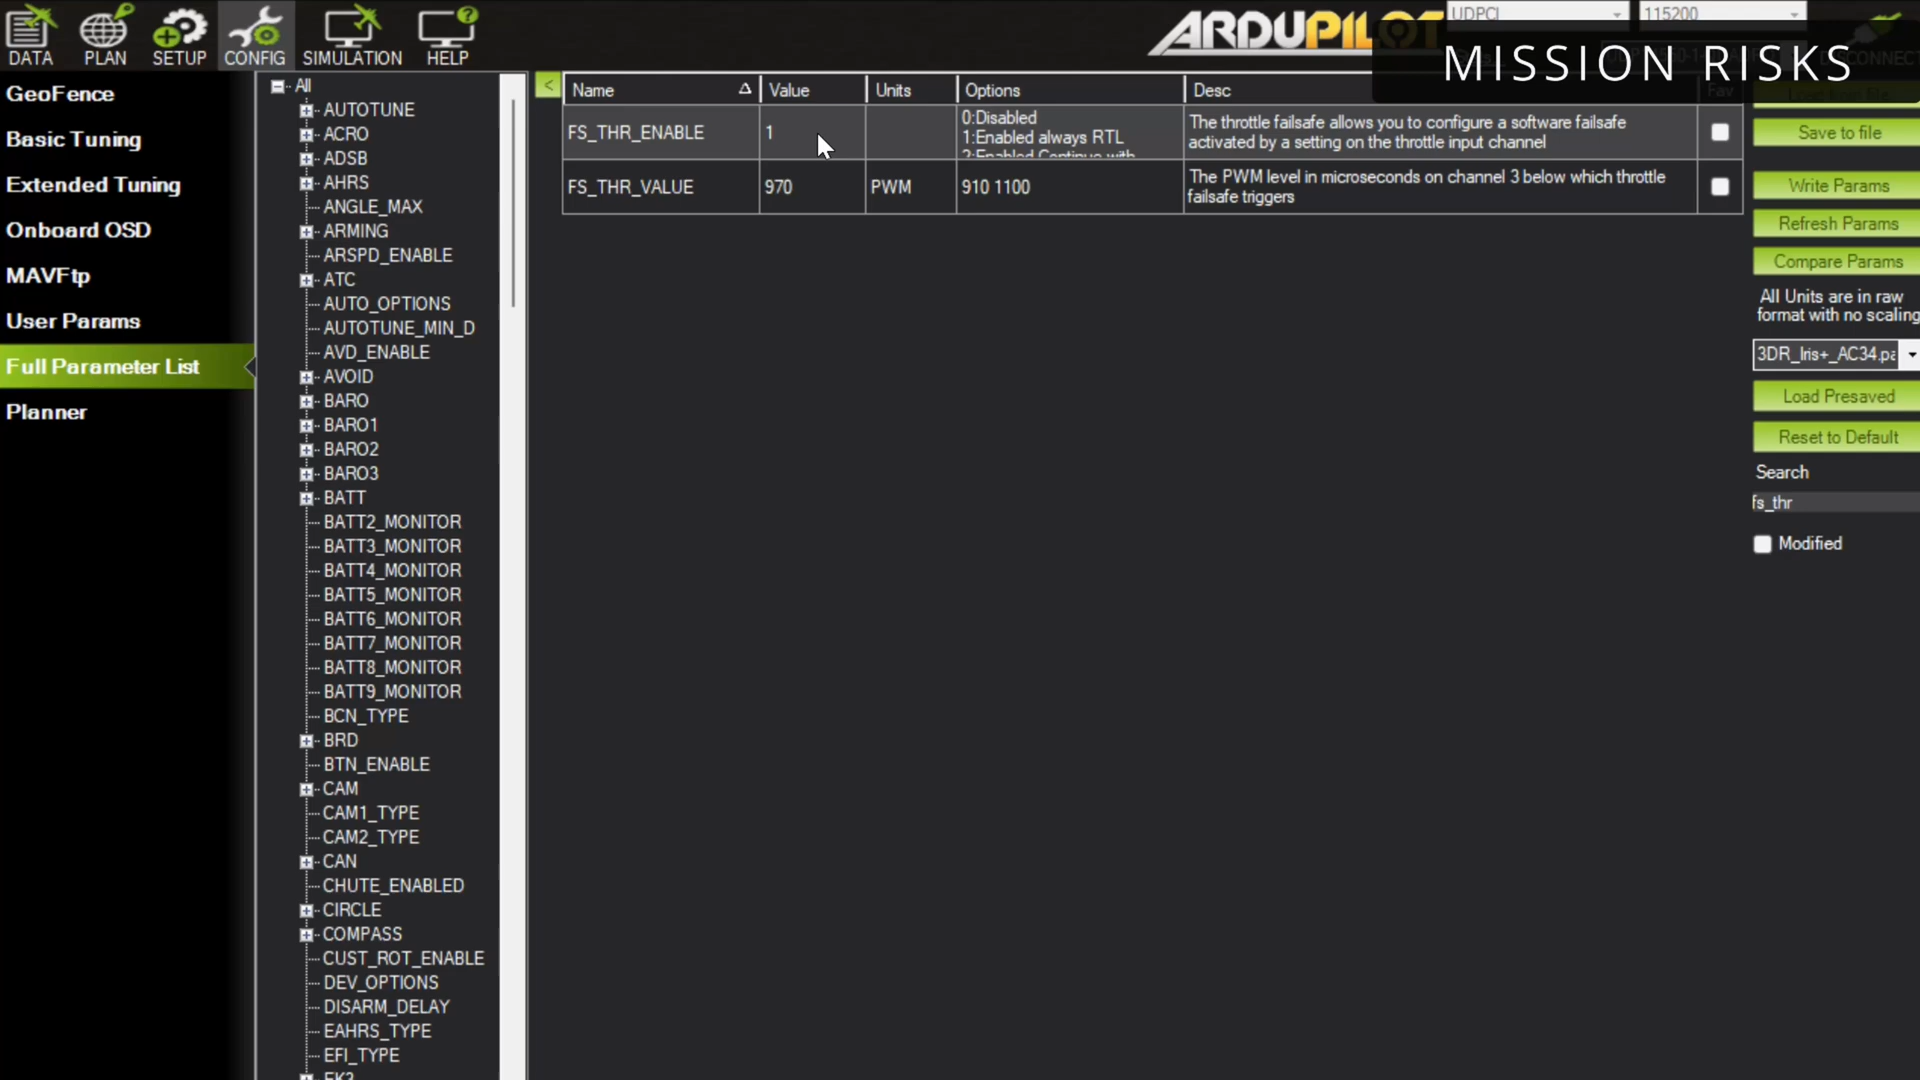 DATA
PLAN
SETUP
CONFIG
SIMULATION
HELP
ARDUPILOT
UDPCI
115200
MISSION RISKS
GeoFence
Basic Tuning
Extended Tuning
Onboard OSD
MAVFtp
User Params
Full Parameter List
Planner
All
AUTOTUNE
ACRO
ADSB
AHRS
ANGLE_MAX
ARMING
ARSPD_ENABLE
ATC
AUTO_OPTIONS
AUTOTUNE_MIN_D
AVD_ENABLE
AVOID
BARO
BARO1
BARO2
BARO3
BATT
BATT2_MONITOR
BATT3_MONITOR
BATT4_MONITOR
BATT5_MONITOR
BATT6_MONITOR
BATT7_MONITOR
BATT8_MONITOR
BATT9_MONITOR
BCN_TYPE
BRD
BTN_ENABLE
CAM
CAM1_TYPE
CAM2_TYPE
CAN
CHUTE_ENABLED
CIRCLE
COMPASS
CUST_ROT_ENABLE
DEV_OPTIONS
DISARM_DELAY
EAHRS_TYPE
EFI_TYPE
EK2
<
Name Value Units Options Desc Fav
FS_THR_ENABLE
1
0:Disabled
1:Enabled always RTL
2:Enabled Continue with
The throttle failsafe allows you to configure a software failsafe
activated by a setting on the throttle input channel
FS_THR_VALUE
970
PWM
910 1100
The PWM level in microseconds on channel 3 below which throttle
failsafe triggers
Save to file
Write Params
Refresh Params
Compare Params
All Units are in raw
format with no scaling
3DR_Iris+_AC34.pa
Load Presaved
Reset to Default
Search
fs_thr
Modified